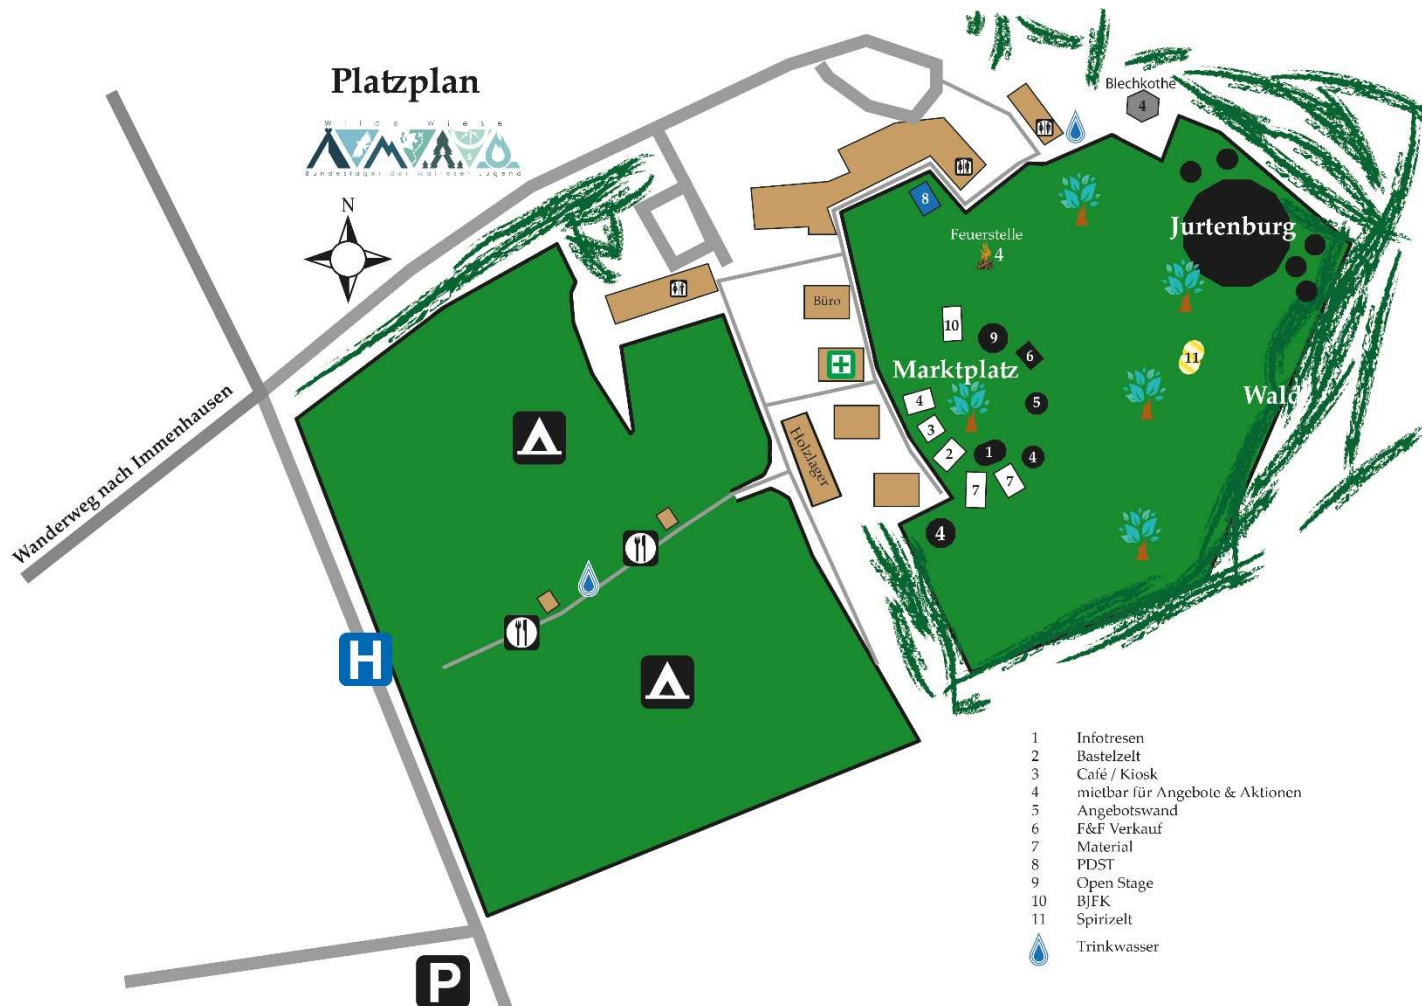 Platzplan
Wilde Wiese
Bundeslager der Malteser Jugend
N
Blechkothe
4
8
Jurtenburg
Feuerstelle
4
Büro
10
9
6
11
Marktplatz
Wald
4
5
3
Holzlager
2
1
4
7
7
4
Wanderweg nach Immenhausen
H
P
1 Infotresen
2 Bastelzelt
3 Café / Kiosk
4 mietbar für Angebote & Aktionen
5 Angebotswand
6 F&F Verkauf
7 Material
8 PDST
9 Open Stage
10 BJFK
11 Spirizelt
Trinkwasser